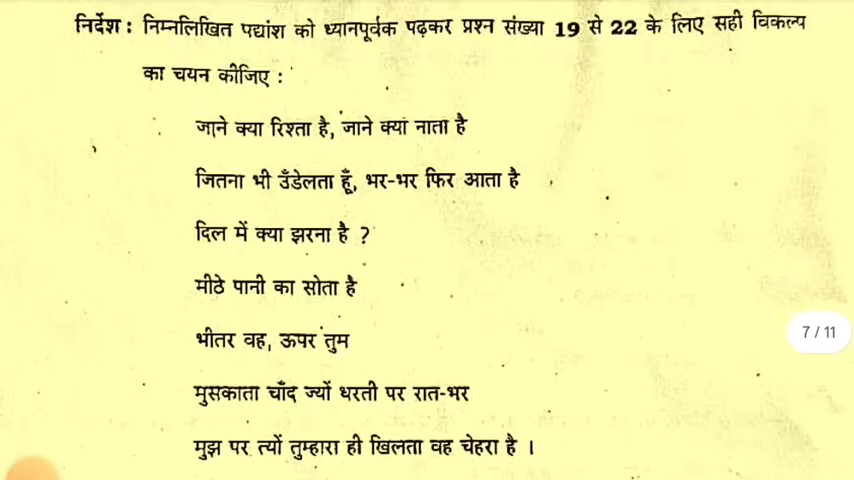 निर्देश : निम्नलिखित पद्यांश को ध्यानपूर्वक पढ़कर प्रश्न संख्या 19 से 22 के लिए सही विकल्प
का चयन कीजिए :
जाने क्या रिश्ता है, जाने क्या नाता है
जितना भी उँडेलता हूँ, भर-भर फिर आता है
दिल में क्या झरना है ?
मीठे पानी का सोता है
भीतर वह, ऊपर तुम
7 / 11
मुसकाता चाँद ज्यों धरती पर रात-भर
मुझ पर त्यों तुम्हारा ही खिलता वह चेहरा है ।